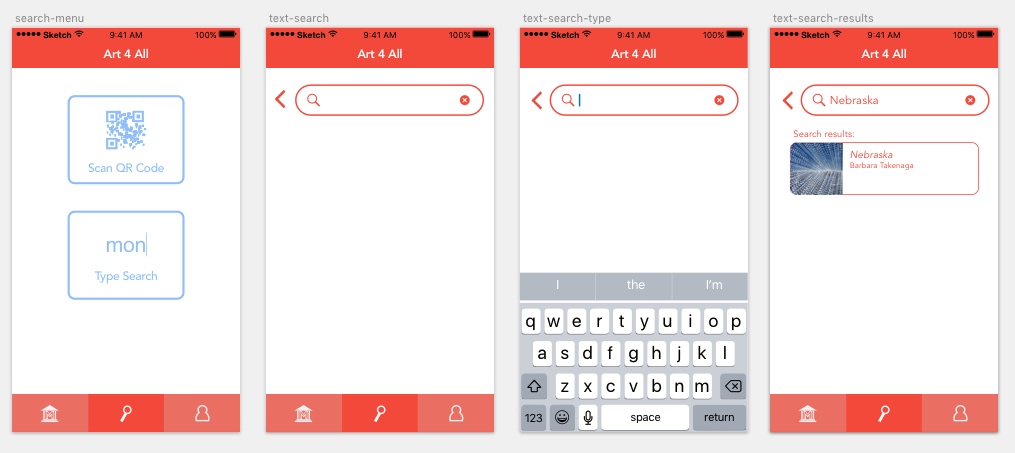 search-menu
Sketch 9:41 AM 100%
Art 4 All
Scan QR Code
mon
Type Search
text-search
Sketch 9:41 AM 100%
Art 4 All
text-search-type
Sketch 9:41 AM 100%
Art 4 All
I the I'm
q w e r t y u i o p
a s d f g h j k l
z x c v b n m
123 space return
text-search-results
Sketch 9:41 AM 100%
Art 4 All
Nebraska
Search results:
Nebraska
Barbara Takenaga